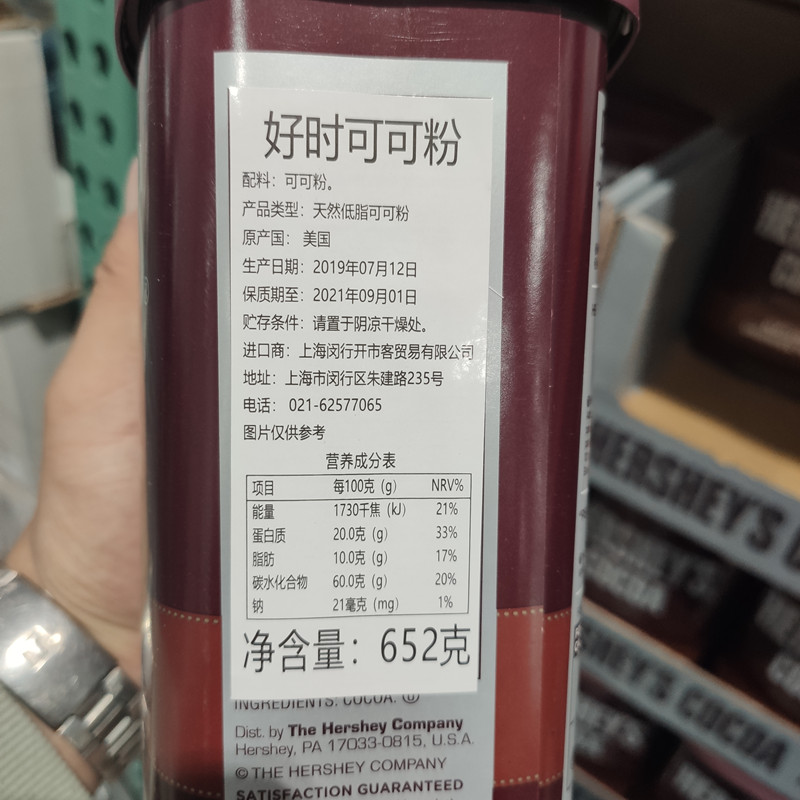 好时可可粉
配料：可可粉。
产品类型：天然低脂可可粉
原产国： 美国
生产日期：2019年07月12日
保质期至：2021年09月01日
贮存条件：请置于阴凉干燥处。
进口商：上海闵行开市客贸易有限公司
地址：上海市闵行区朱建路235号
电话： 021-62577065
图片仅供参考
营养成分表
项目 每100克（g） NRV%
能量 1730千焦（kJ） 21%
蛋白质 20.0克（g） 33%
脂肪 10.0克（g） 17%
碳水化合物 60.0克（g） 20%
钠 21毫克（mg） 1%
净含量：652克
INGREDIENTS: COCOA.
Dist. by The Hershey Company
Hershey, PA 17033-0815, U.S.A.
© THE HERSHEY COMPANY
SATISFACTION GUARANTEED
HERSHEY'S
COCOA
HERSHEY'S COCOA